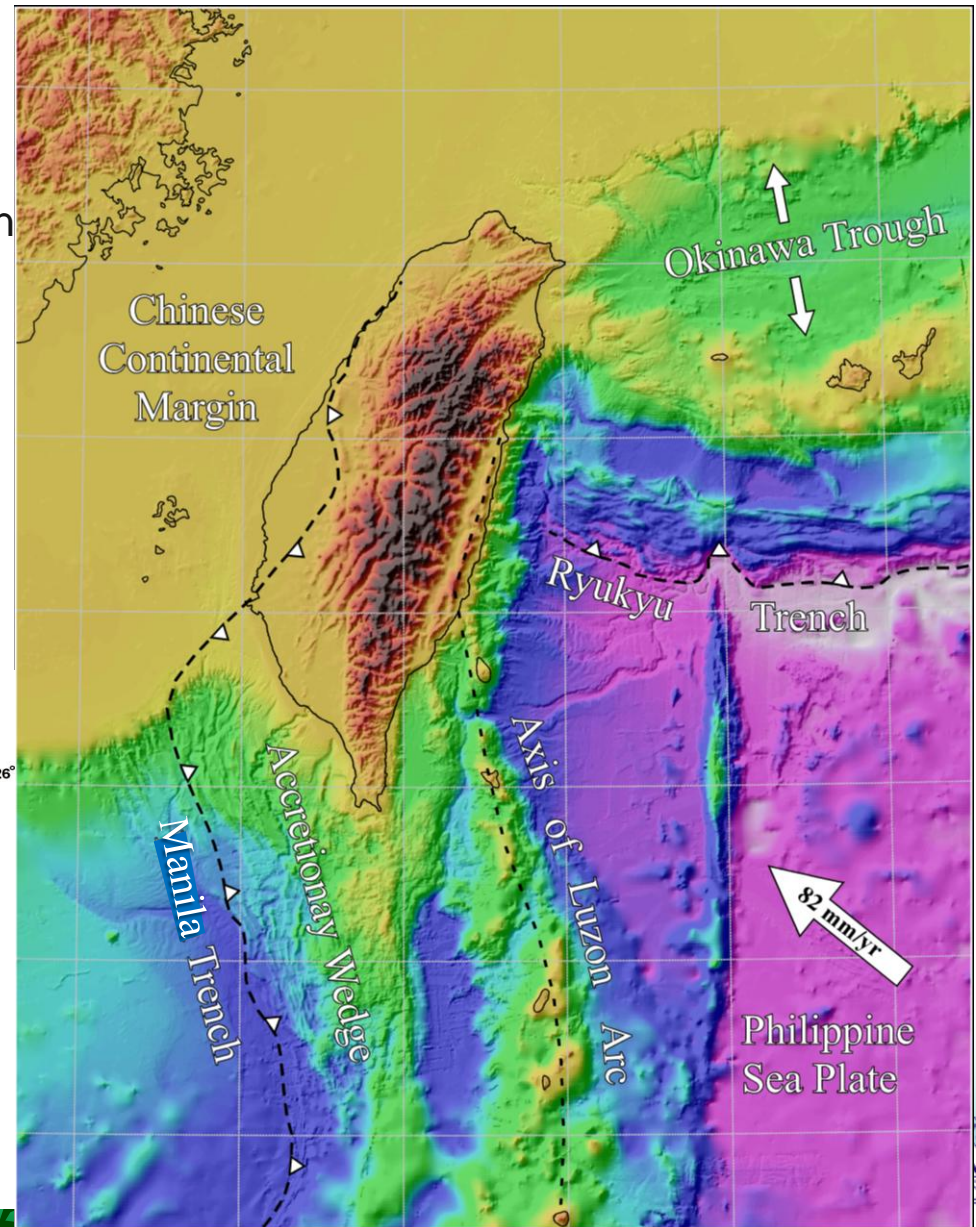 n
Okinawa Trough
Chinese
Continental
Margin
Ryukyu
Trench
26°
Manila Trench
Accretionay Wedge
Axis of Luzon Arc
82 mm/yr
Philippine
Sea Plate